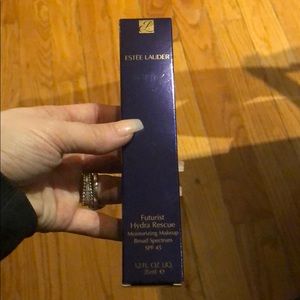 ESTĒE LAUDER
Futurist
Hydra Rescue
Moisturizing Makeup
Broad Spectrum
SPF 45
1.2 FL. OZ. LIQ.
35ml ℮